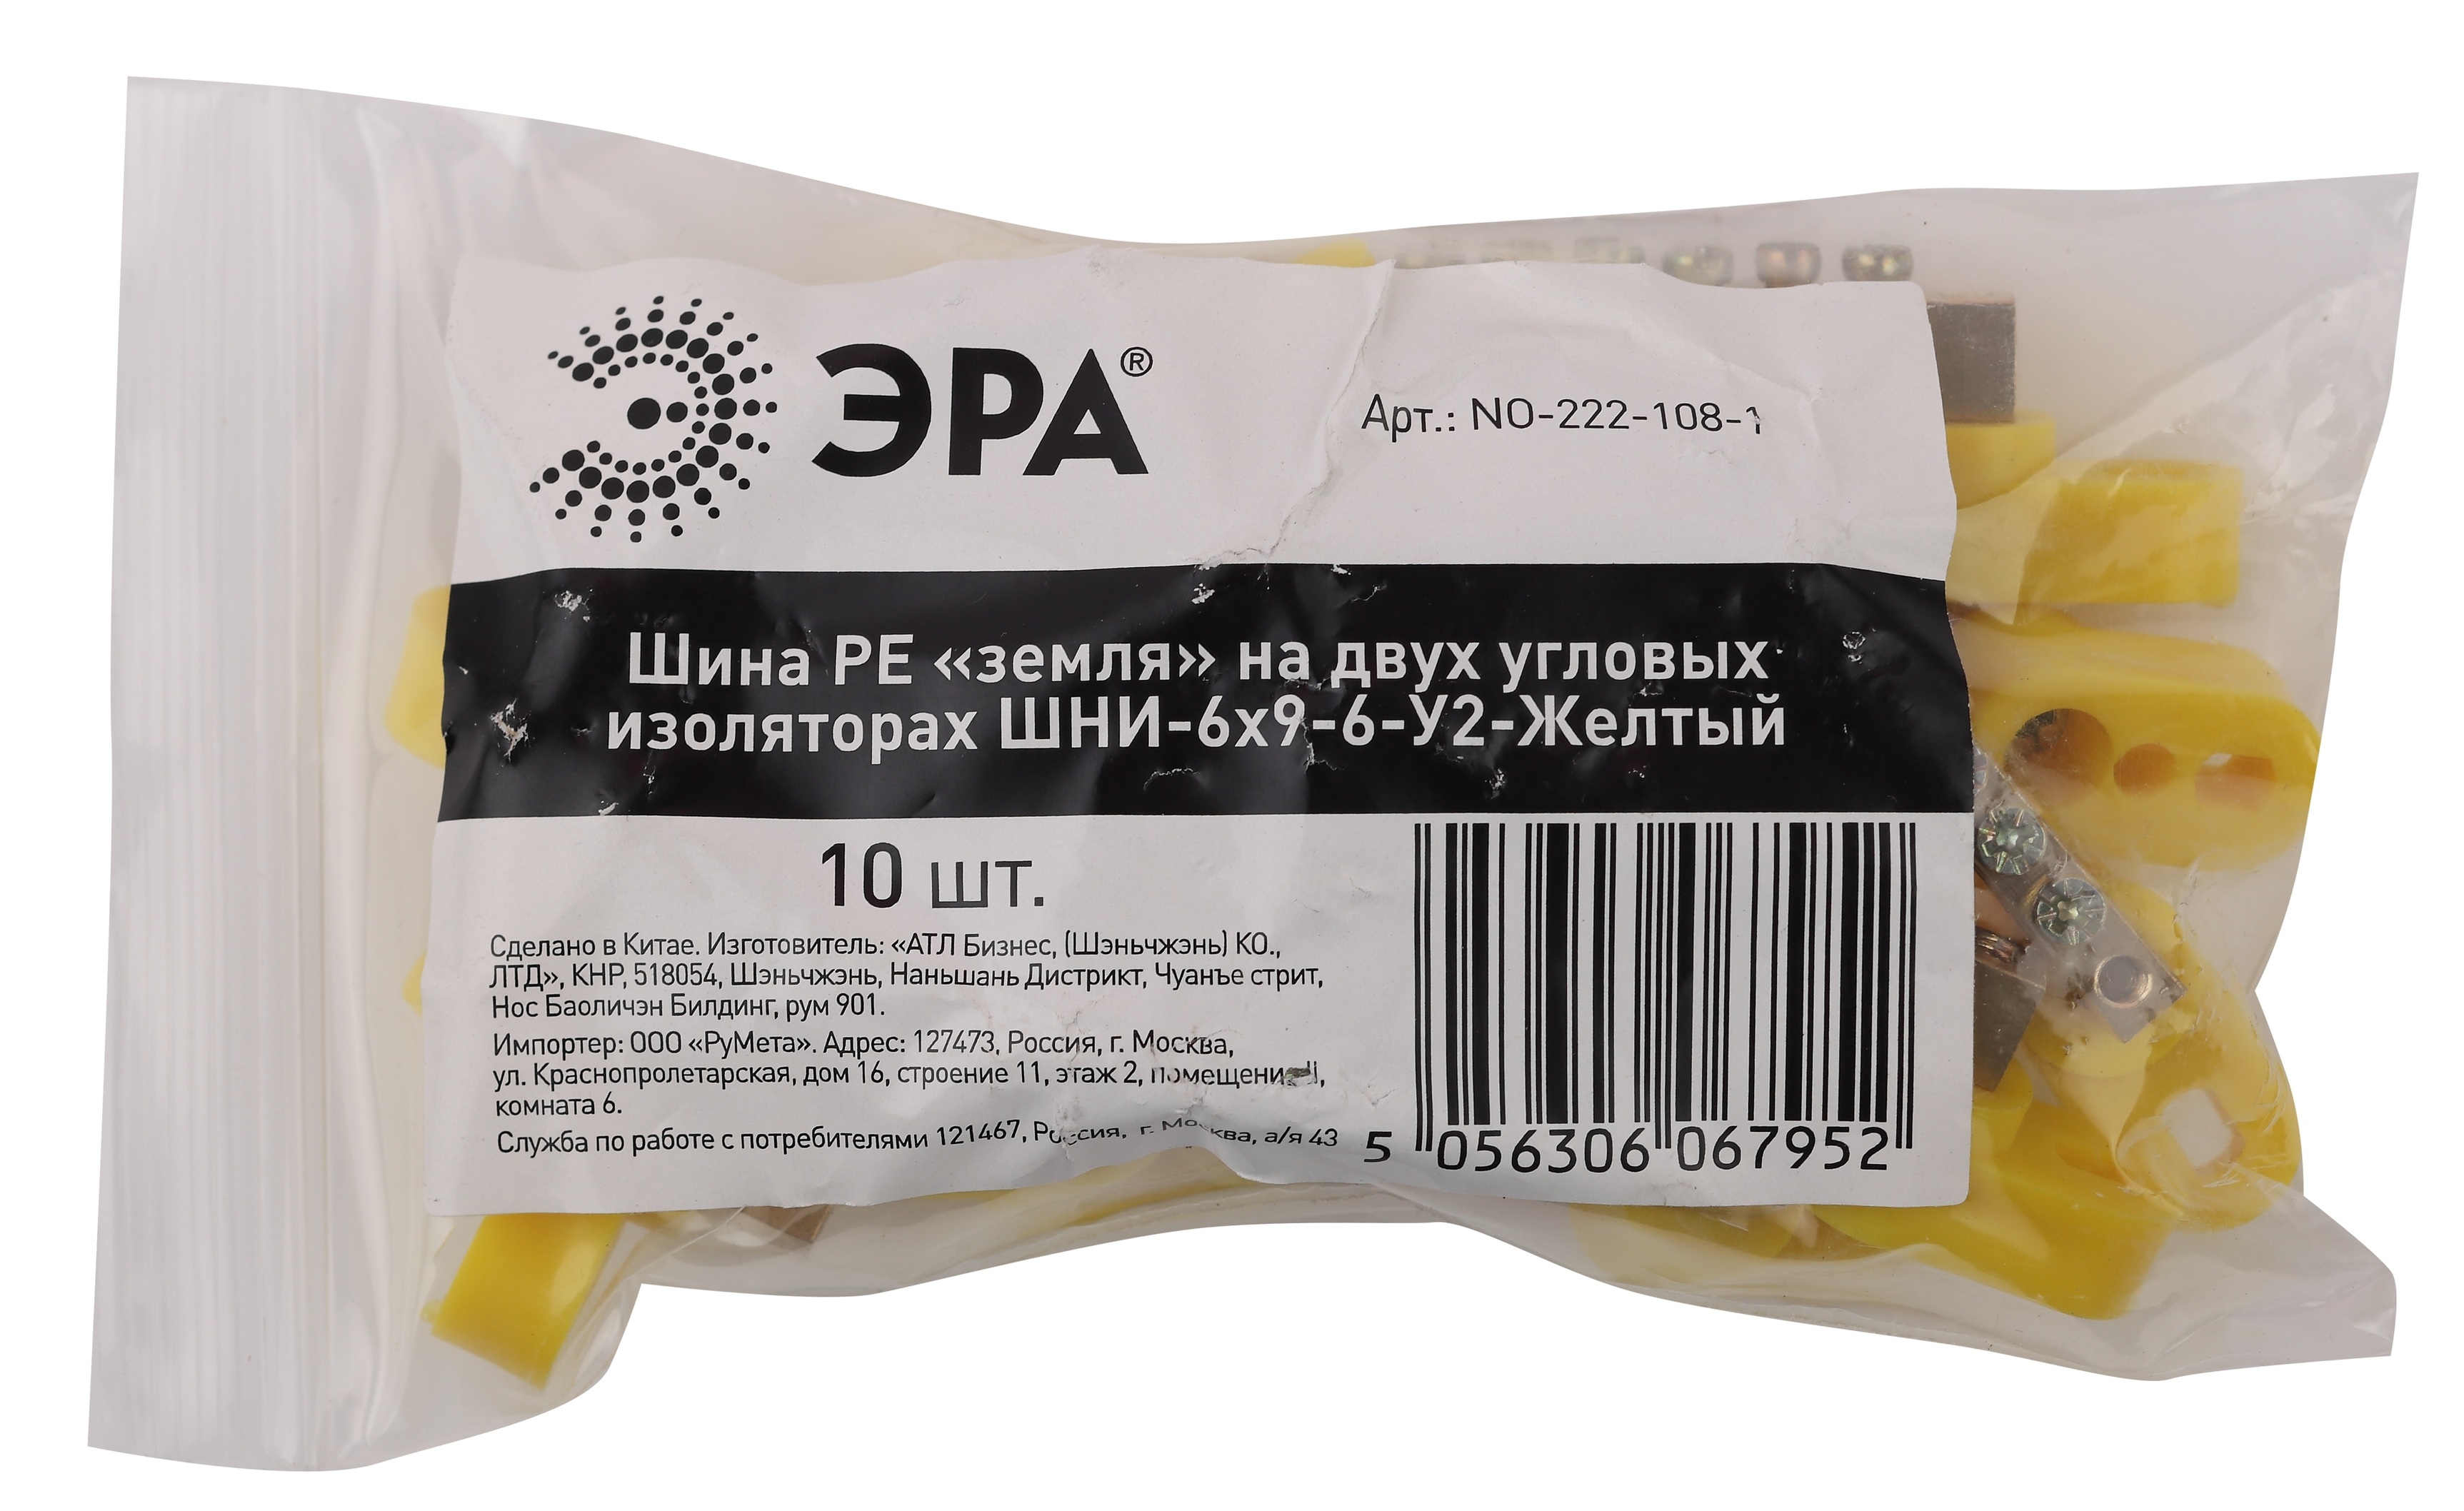 ЭРА®
Арт.: NO-222-108-1
Шина PE «земля» на двух угловых
изоляторах ШНИ-6х9-6-У2-Желтый
10 шт.
Сделано в Китае. Изготовитель: «АТЛ Бизнес, (Шэньчжэнь) КО.,
ЛТД», КНР, 518054, Шэньчжэнь, Наньшань Дистрикт, Чуанъе стрит,
Нос Баоличэн Билдинг, рум 901.
Импортер: ООО «РуМета». Адрес: 127473, Россия, г. Москва,
ул. Краснопролетарская, дом 16, строение 11, этаж 2,
комната 6.
Служба по работе с потребителями 121467, Россия, г. Москва, а/я 43
5 056306 067952